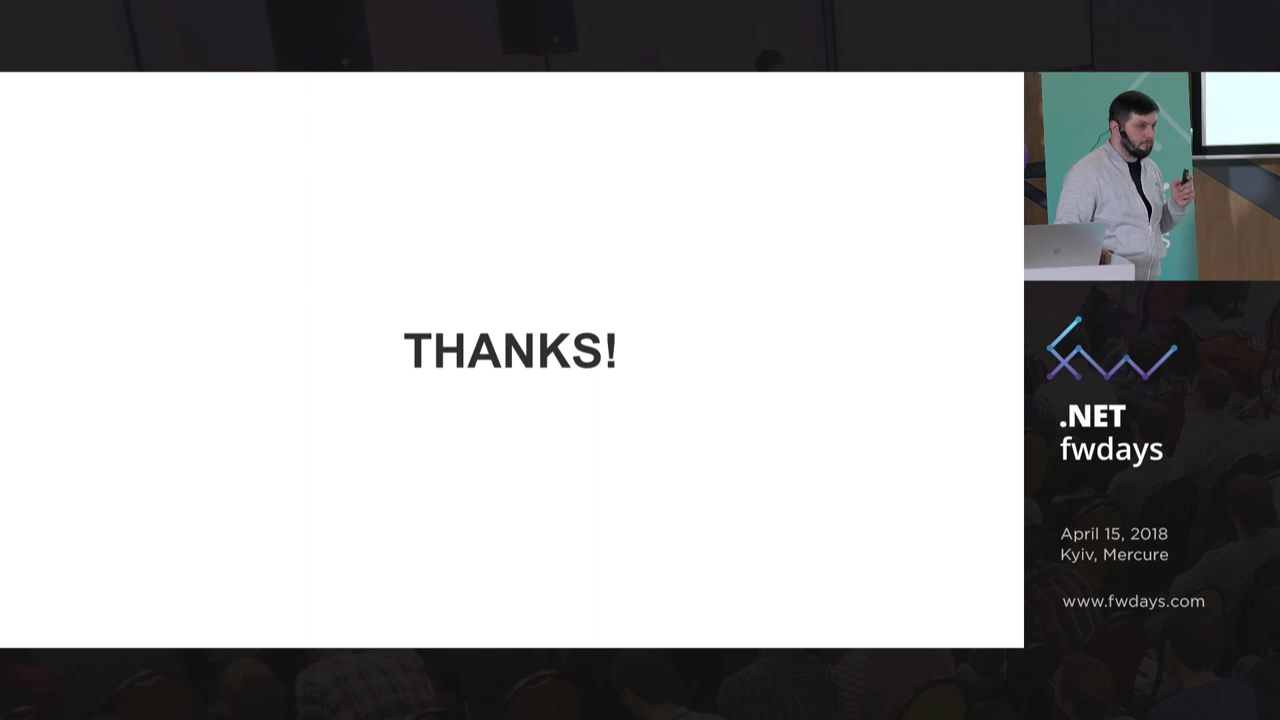 THANKS!
.NET
fwdays
April 15, 2018
Kyiv, Mercure
www.fwdays.com